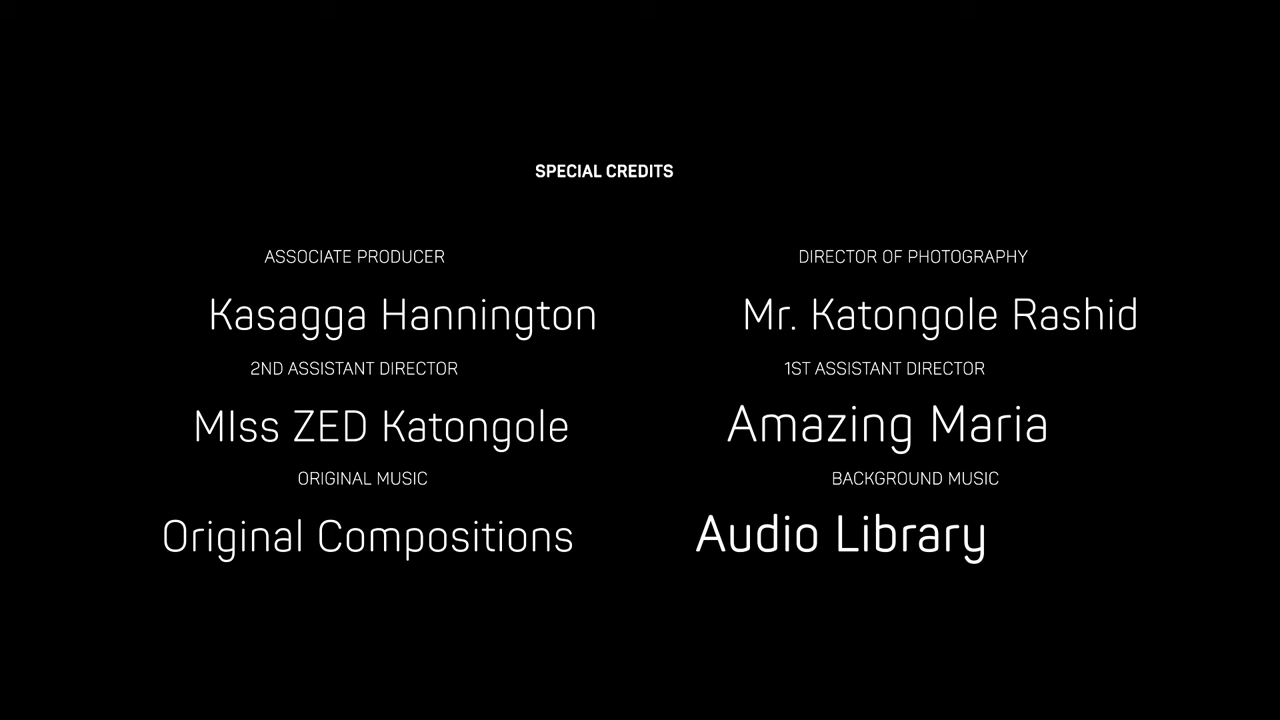 SPECIAL CREDITS
ASSOCIATE PRODUCER
Kasagga Hannington
DIRECTOR OF PHOTOGRAPHY
Mr. Katongole Rashid
2ND ASSISTANT DIRECTOR
MIss ZED Katongole
1ST ASSISTANT DIRECTOR
Amazing Maria
ORIGINAL MUSIC
Original Compositions
BACKGROUND MUSIC
Audio Library